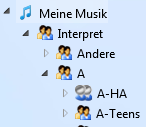 Meine Musik
Interpret
Andere
A
A-HA
A-Teens